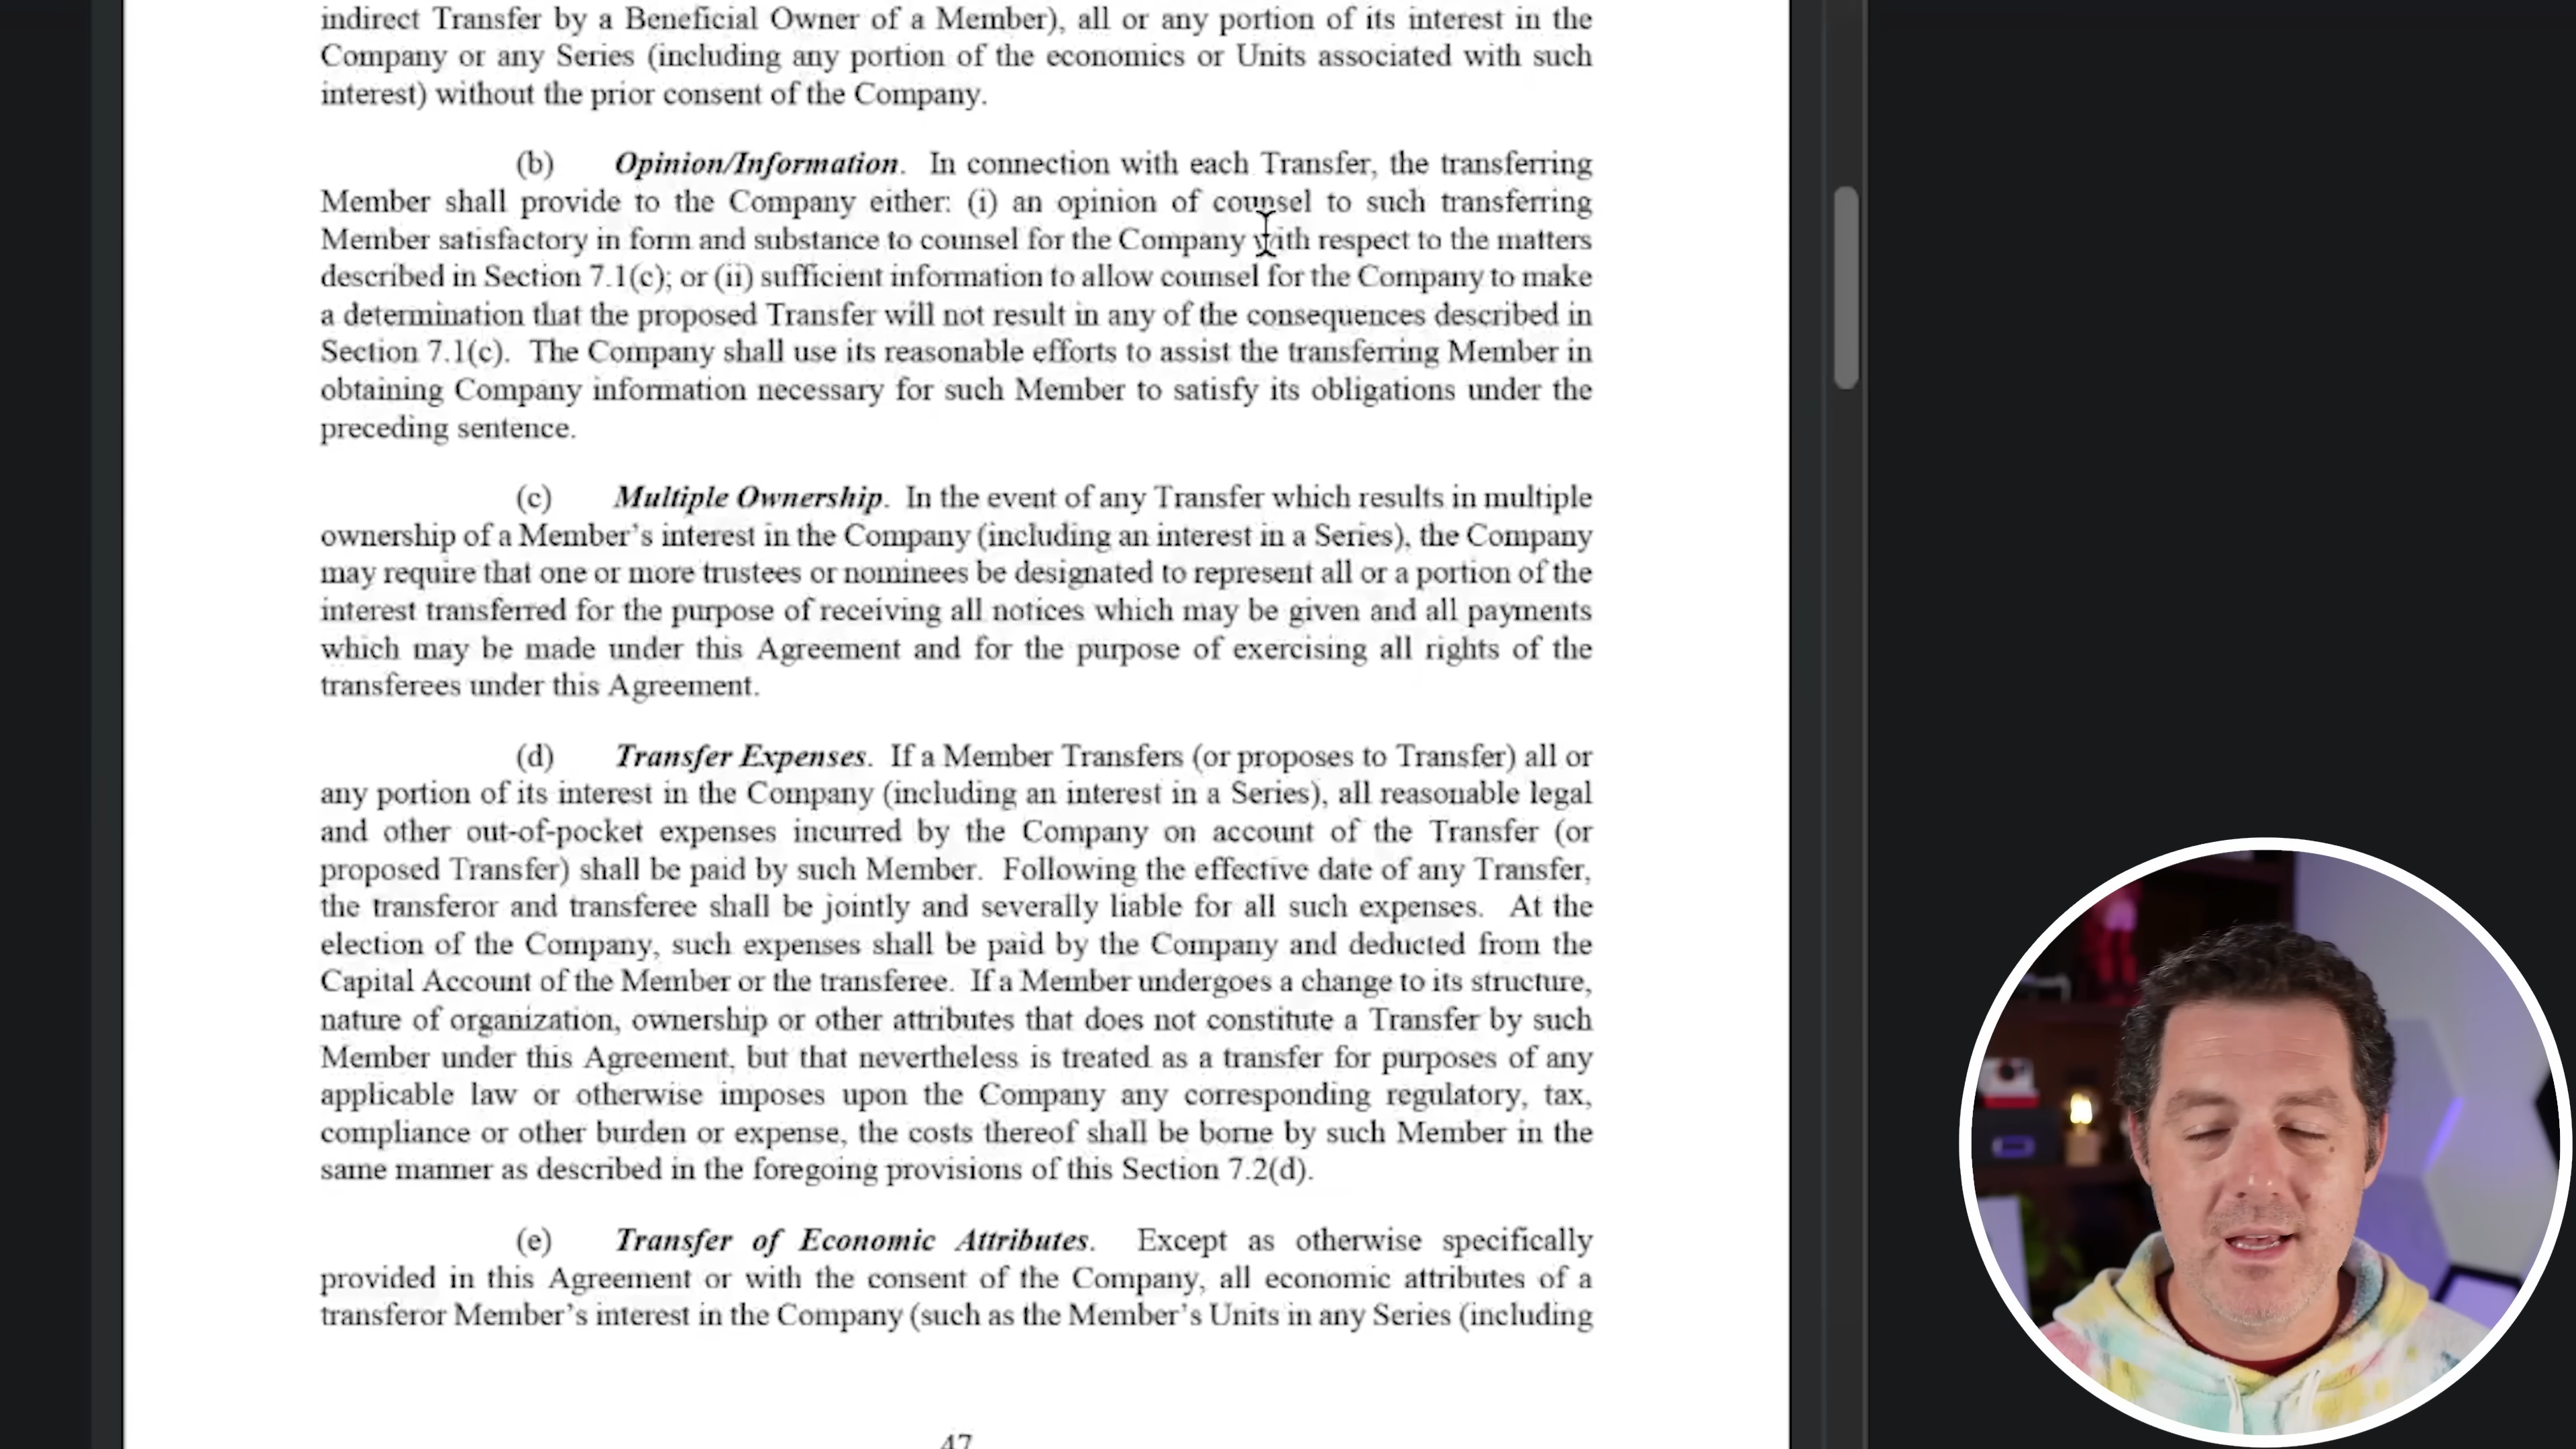 indirect Transfer by a Beneficial Owner of a Member), all or any portion of its interest in the
Company or any Series (including any portion of the economics or Units associated with such
interest) without the prior consent of the Company.
(b) Opinion/Information. In connection with each Transfer, the transferring
Member shall provide to the Company either: (i) an opinion of counsel to such transferring
Member satisfactory in form and substance to counsel for the Company with respect to the matters
described in Section 7.1(c); or (ii) sufficient information to allow counsel for the Company to make
a determination that the proposed Transfer will not result in any of the consequences described in
Section 7.1(c). The Company shall use its reasonable efforts to assist the transferring Member in
obtaining Company information necessary for such Member to satisfy its obligations under the
preceding sentence.
(c) Multiple Ownership. In the event of any Transfer which results in multiple
ownership of a Member's interest in the Company (including an interest in a Series), the Company
may require that one or more trustees or nominees be designated to represent all or a portion of the
interest transferred for the purpose of receiving all notices which may be given and all payments
which may be made under this Agreement and for the purpose of exercising all rights of the
transferees under this Agreement.
(d) Transfer Expenses. If a Member Transfers (or proposes to Transfer) all or
any portion of its interest in the Company (including an interest in a Series), all reasonable legal
and other out-of-pocket expenses incurred by the Company on account of the Transfer (or
proposed Transfer) shall be paid by such Member. Following the effective date of any Transfer,
the transferor and transferee shall be jointly and severally liable for all such expenses. At the
election of the Company, such expenses shall be paid by the Company and deducted from the
Capital Account of the Member or the transferee. If a Member undergoes a change to its structure,
nature of organization, ownership or other attributes that does not constitute a Transfer by such
Member under this Agreement, but that nevertheless is treated as a transfer for purposes of any
applicable law or otherwise imposes upon the Company any corresponding regulatory, tax,
compliance or other burden or expense, the costs thereof shall be borne by such Member in the
same manner as described in the foregoing provisions of this Section 7.2(d).
(e) Transfer of Economic Attributes. Except as otherwise specifically
provided in this Agreement or with the consent of the Company, all economic attributes of a
transferor Member's interest in the Company (such as the Member's Units in any Series (including
47